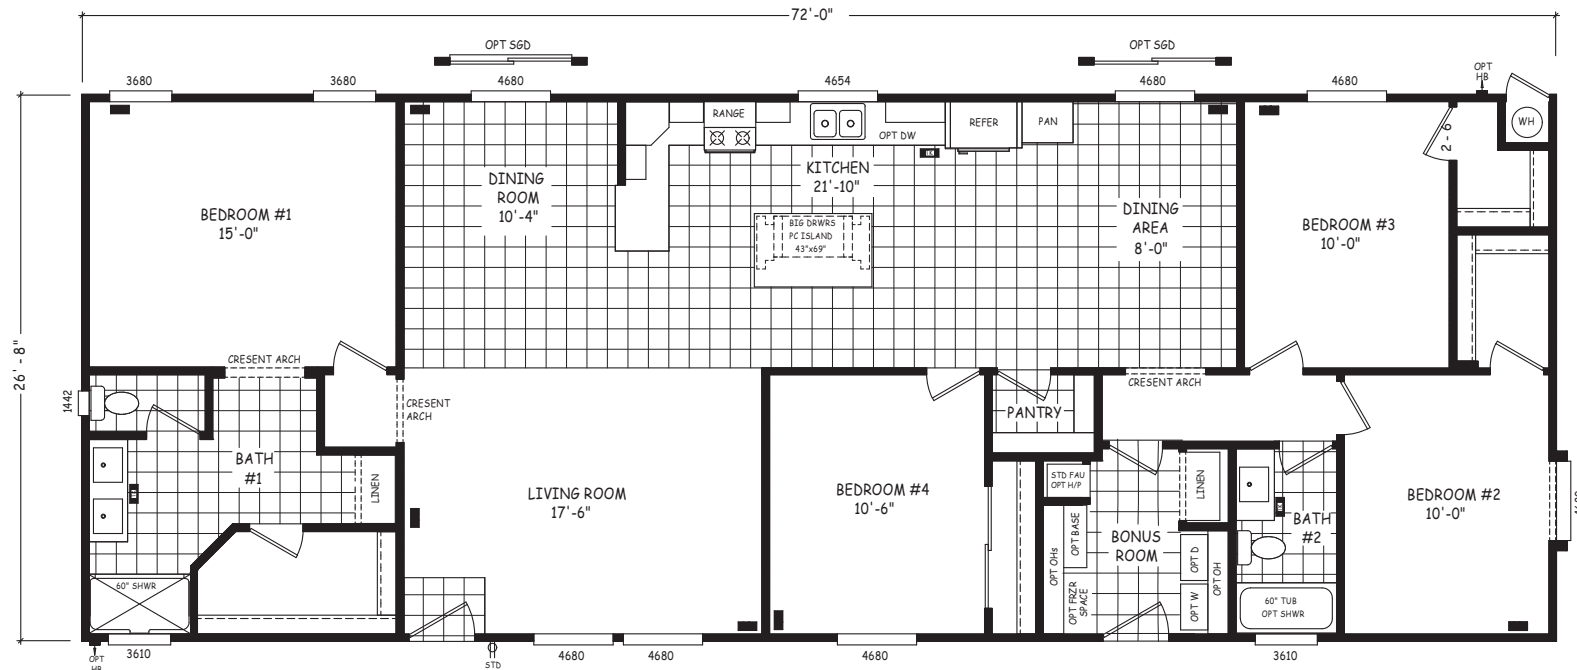 72'-0"
OPT SGD
OPT SGD
3680
3680
4680
4654
4680
4680
OPT
HB
RANGE
OPT DW
REFER
PAN
WH
2 - 6
DINING
ROOM
10'-4"
KITCHEN
21'-10"
BIG DRWRS
PC ISLAND
43"x69"
DINING
AREA
8'-0"
BEDROOM #1
15'-0"
BEDROOM #3
10'-0"
26' - 8"
CRESENT ARCH
CRESENT
ARCH
CRESENT ARCH
1442
PANTRY
BATH
#1
LINEN
LIVING ROOM
17'-6"
BEDROOM #4
10'-6"
STD FAU
OPT H/P
LINEN
BONUS
ROOM
OPT OHs
OPT BASE
OPT FRZR
SPACE
OPT D
OPT W
OPT OH
BATH
#2
BEDROOM #2
10'-0"
60" SHWR
60" TUB
OPT SHWR
OPT
HB
3610
STD
4680
4680
4680
3610